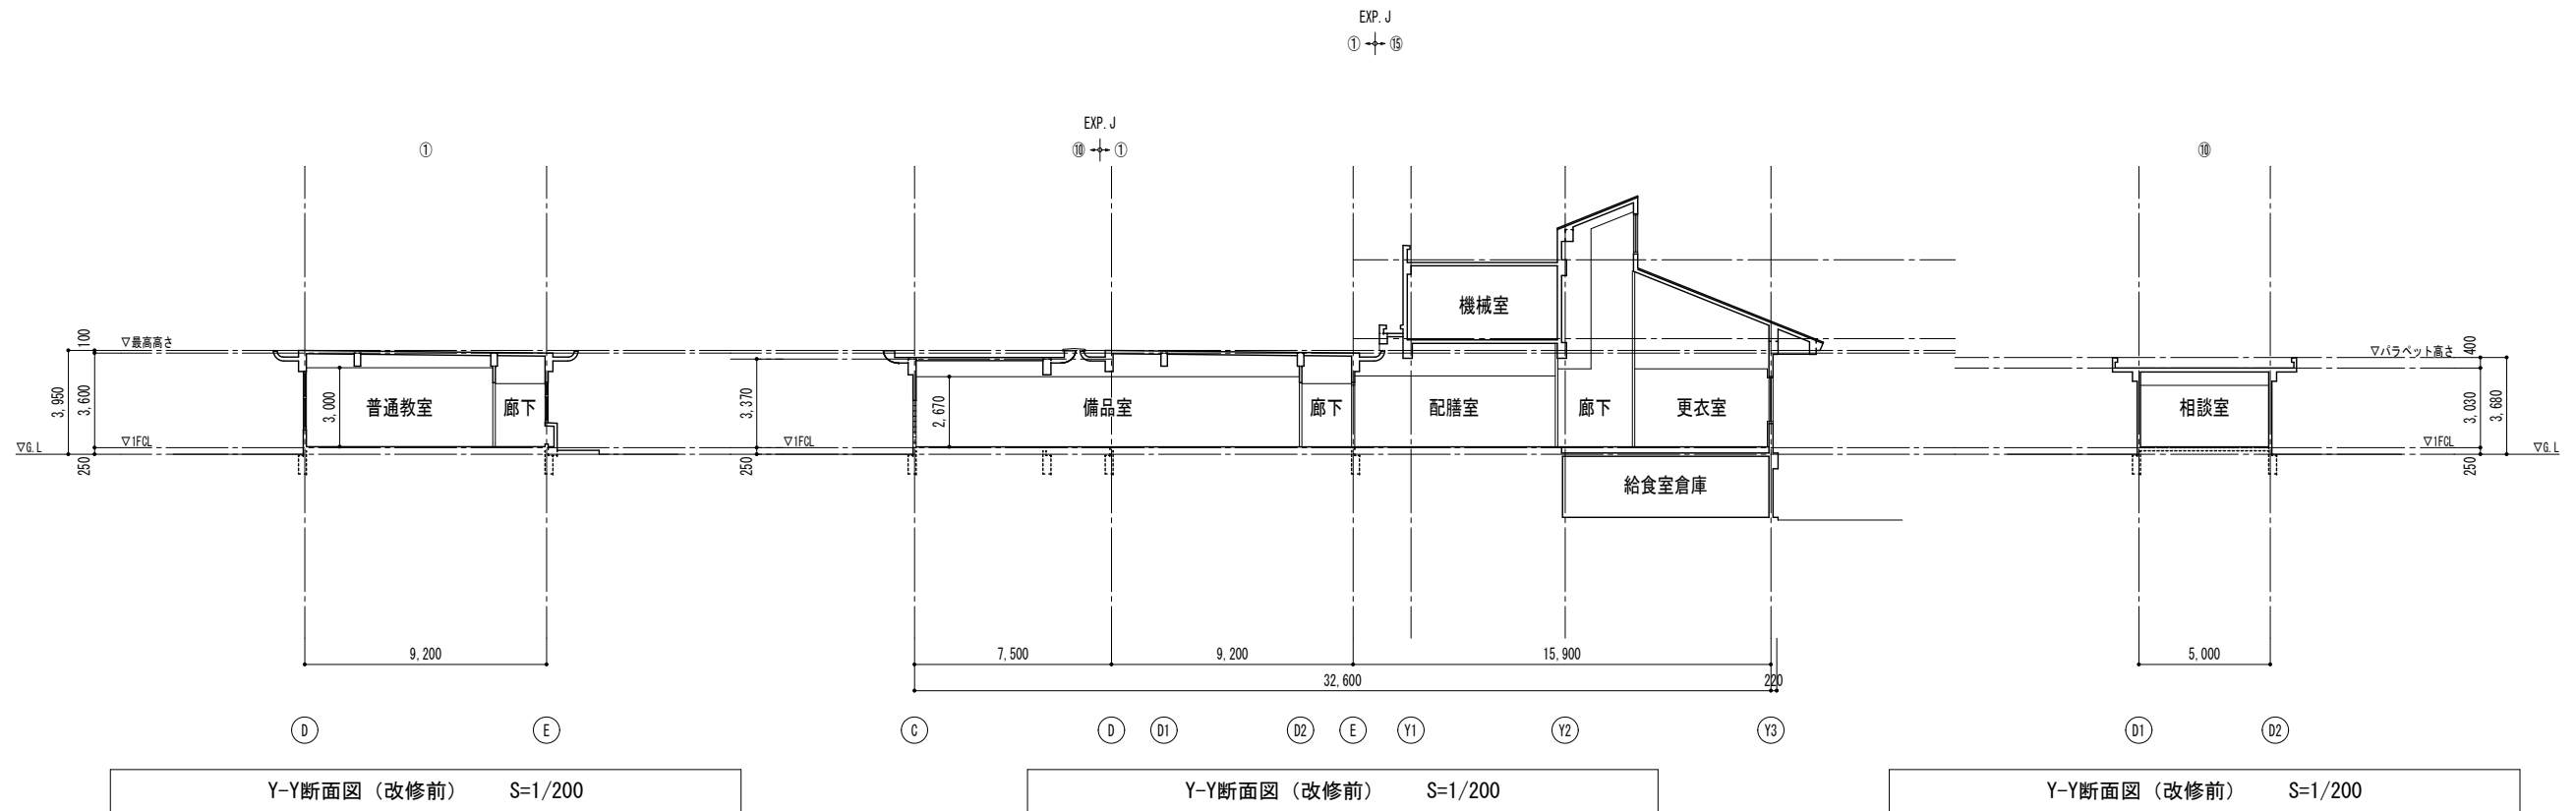 EXP. J
① ⑮
EXP. J
⑩ ①
①
⑩
機械室
▽最高高さ
100
▽パラペット高さ
400
3,950
3,600
3,000
普通教室
廊下
3,370
2,670
備品室
廊下
配膳室
廊下
更衣室
相談室
3,030
3,680
▽G.L
▽1FCL
250
▽1FCL
250
▽1FCL
250
▽G.L
給食室倉庫
9,200
7,500
9,200
15,900
5,000
32,600
220
D
E
C
D
D1
D2
E
Y1
Y2
Y3
D1
D2
Y-Y断面図（改修前） S=1/200
Y-Y断面図（改修前） S=1/200
Y-Y断面図（改修前） S=1/200